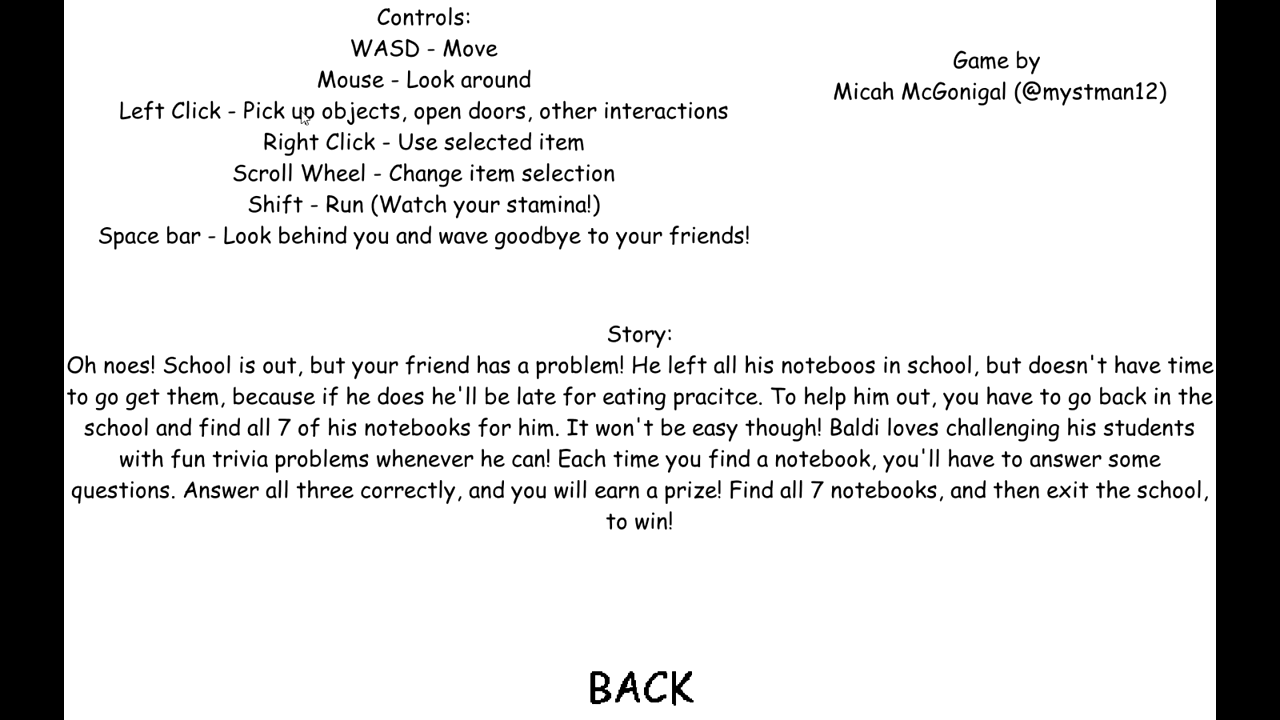 Controls:
WASD - Move
Mouse - Look around
Left Click - Pick up objects, open doors, other interactions
Right Click - Use selected item
Scroll Wheel - Change item selection
Shift - Run (Watch your stamina!)
Space bar - Look behind you and wave goodbye to your friends!
Game by
Micah McGonigal (@mystman12)
Story:
Oh noes! School is out, but your friend has a problem! He left all his noteboos in school, but doesn't have time
to go get them, because if he does he'll be late for eating pracitce. To help him out, you have to go back in the
school and find all 7 of his notebooks for him. It won't be easy though! Baldi loves challenging his students
with fun trivia problems whenever he can! Each time you find a notebook, you'll have to answer some
questions. Answer all three correctly, and you will earn a prize! Find all 7 notebooks, and then exit the school,
to win!
BACK